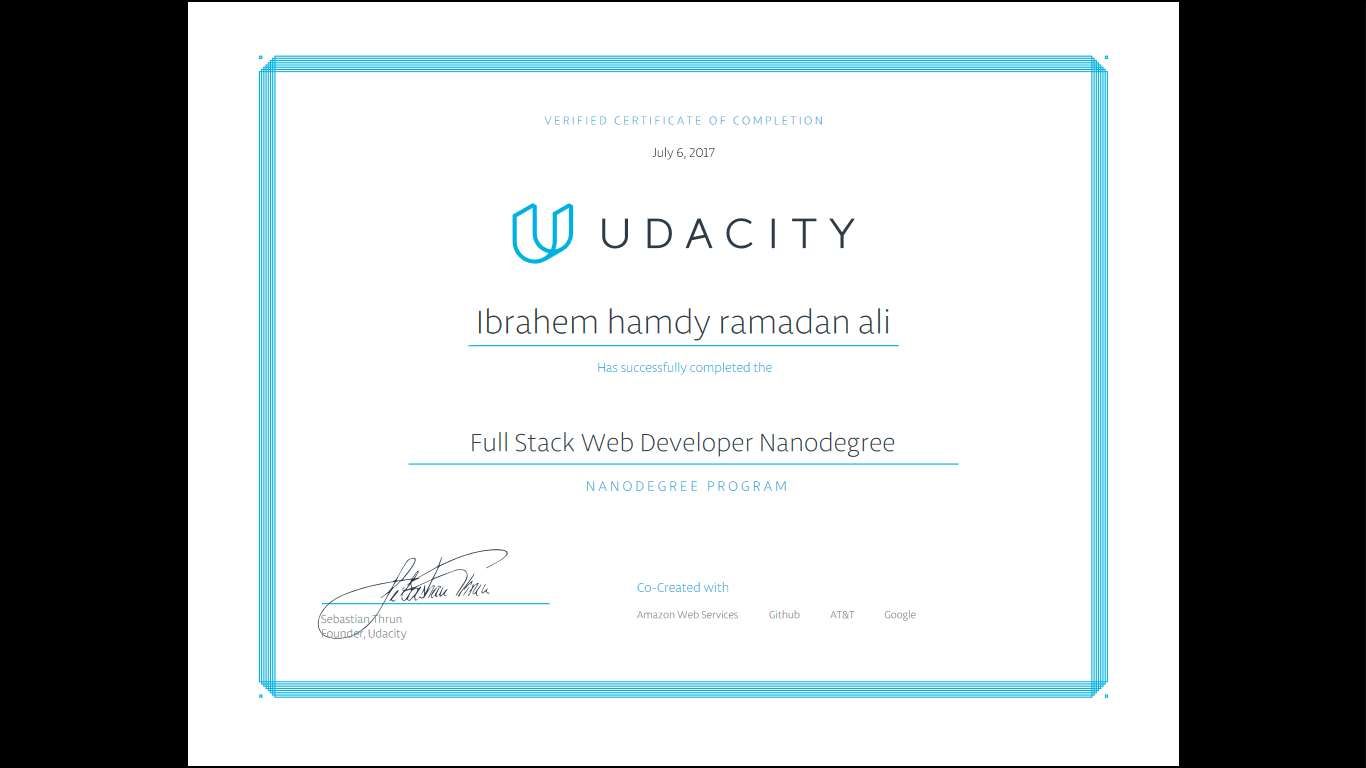 VERIFIED CERTIFICATE OF COMPLETION
July 6, 2017
UDACITY
Ibrahem hamdy ramadan ali
Has successfully completed the
Full Stack Web Developer Nanodegree
NANODEGREE PROGRAM
Sebastian Thrun
Sebastian Thrun
Founder, Udacity
Co-Created with
Amazon Web Services Github AT&T Google